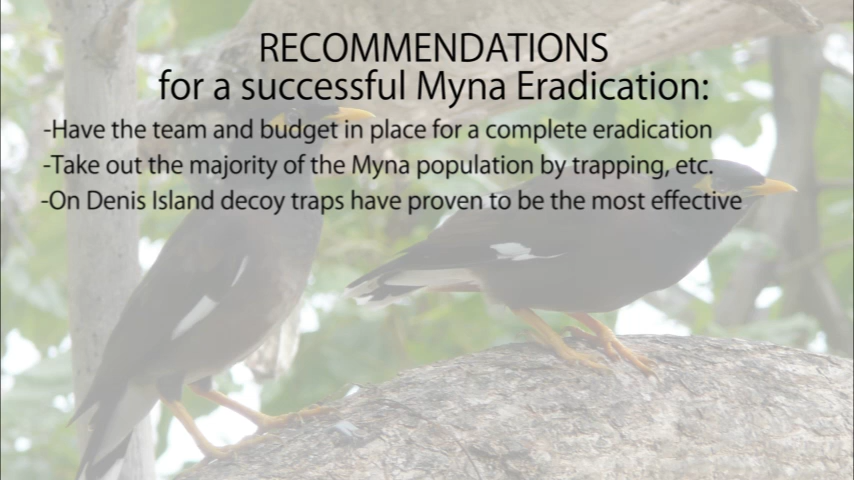 RECOMMENDATIONS
for a successful Myna Eradication:
-Have the team and budget in place for a complete eradication
-Take out the majority of the Myna population by trapping, etc.
-On Denis Island decoy traps have proven to be the most effective